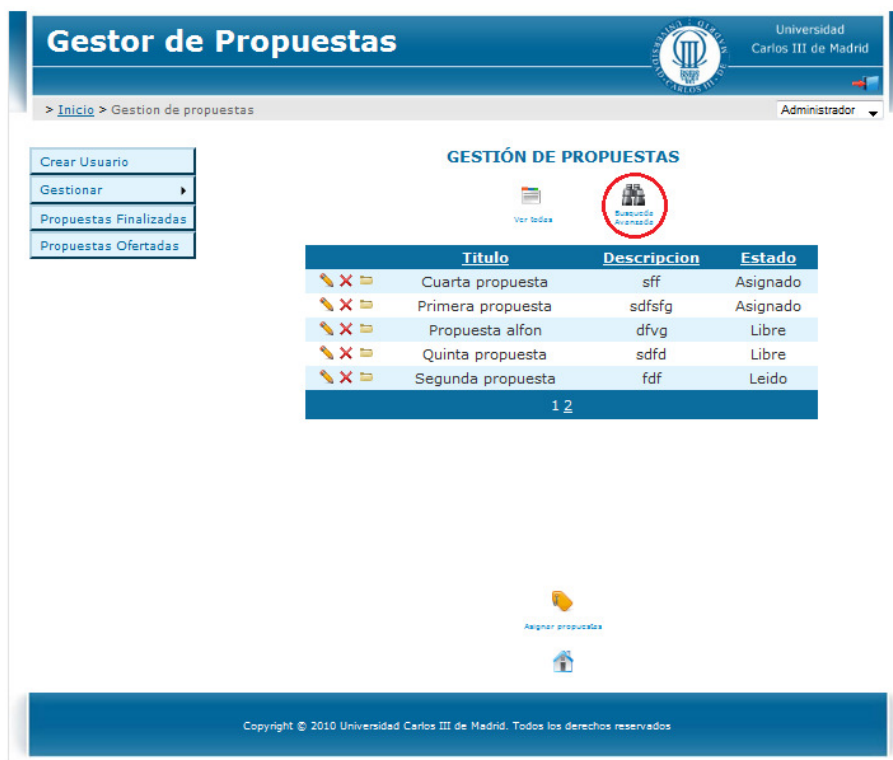 Gestor de Propuestas
Universidad
Carlos III de Madrid
> Inicio > Gestion de propuestas
Administrador
Crear Usuario
Gestionar
Propuestas Finalizadas
Propuestas Ofertadas
GESTIÓN DE PROPUESTAS
Ver todas
Busqueda
Avanzada
Titulo Descripcion Estado
Cuarta propuesta sff Asignado
Primera propuesta sdfsfg Asignado
Propuesta alfon dfvg Libre
Quinta propuesta sdfd Libre
Segunda propuesta fdf Leido
1 2
Asignar propuestas
Copyright © 2010 Universidad Carlos III de Madrid. Todos los derechos reservados